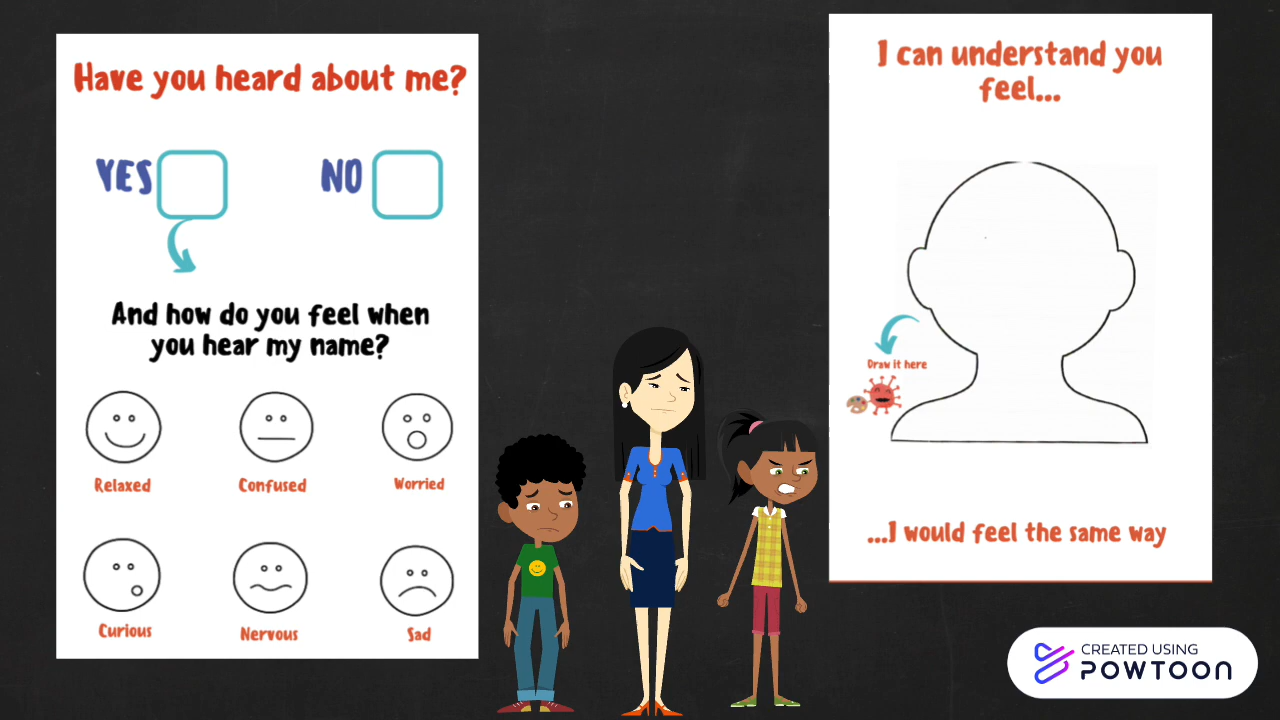 Have you heard about me?
YES
NO
And how do you feel when
you hear my name?
Relaxed
Confused
Worried
Curious
Nervous
Sad
I can understand you
feel...
Draw it here
...I would feel the same way
CREATED USING
POWTOON